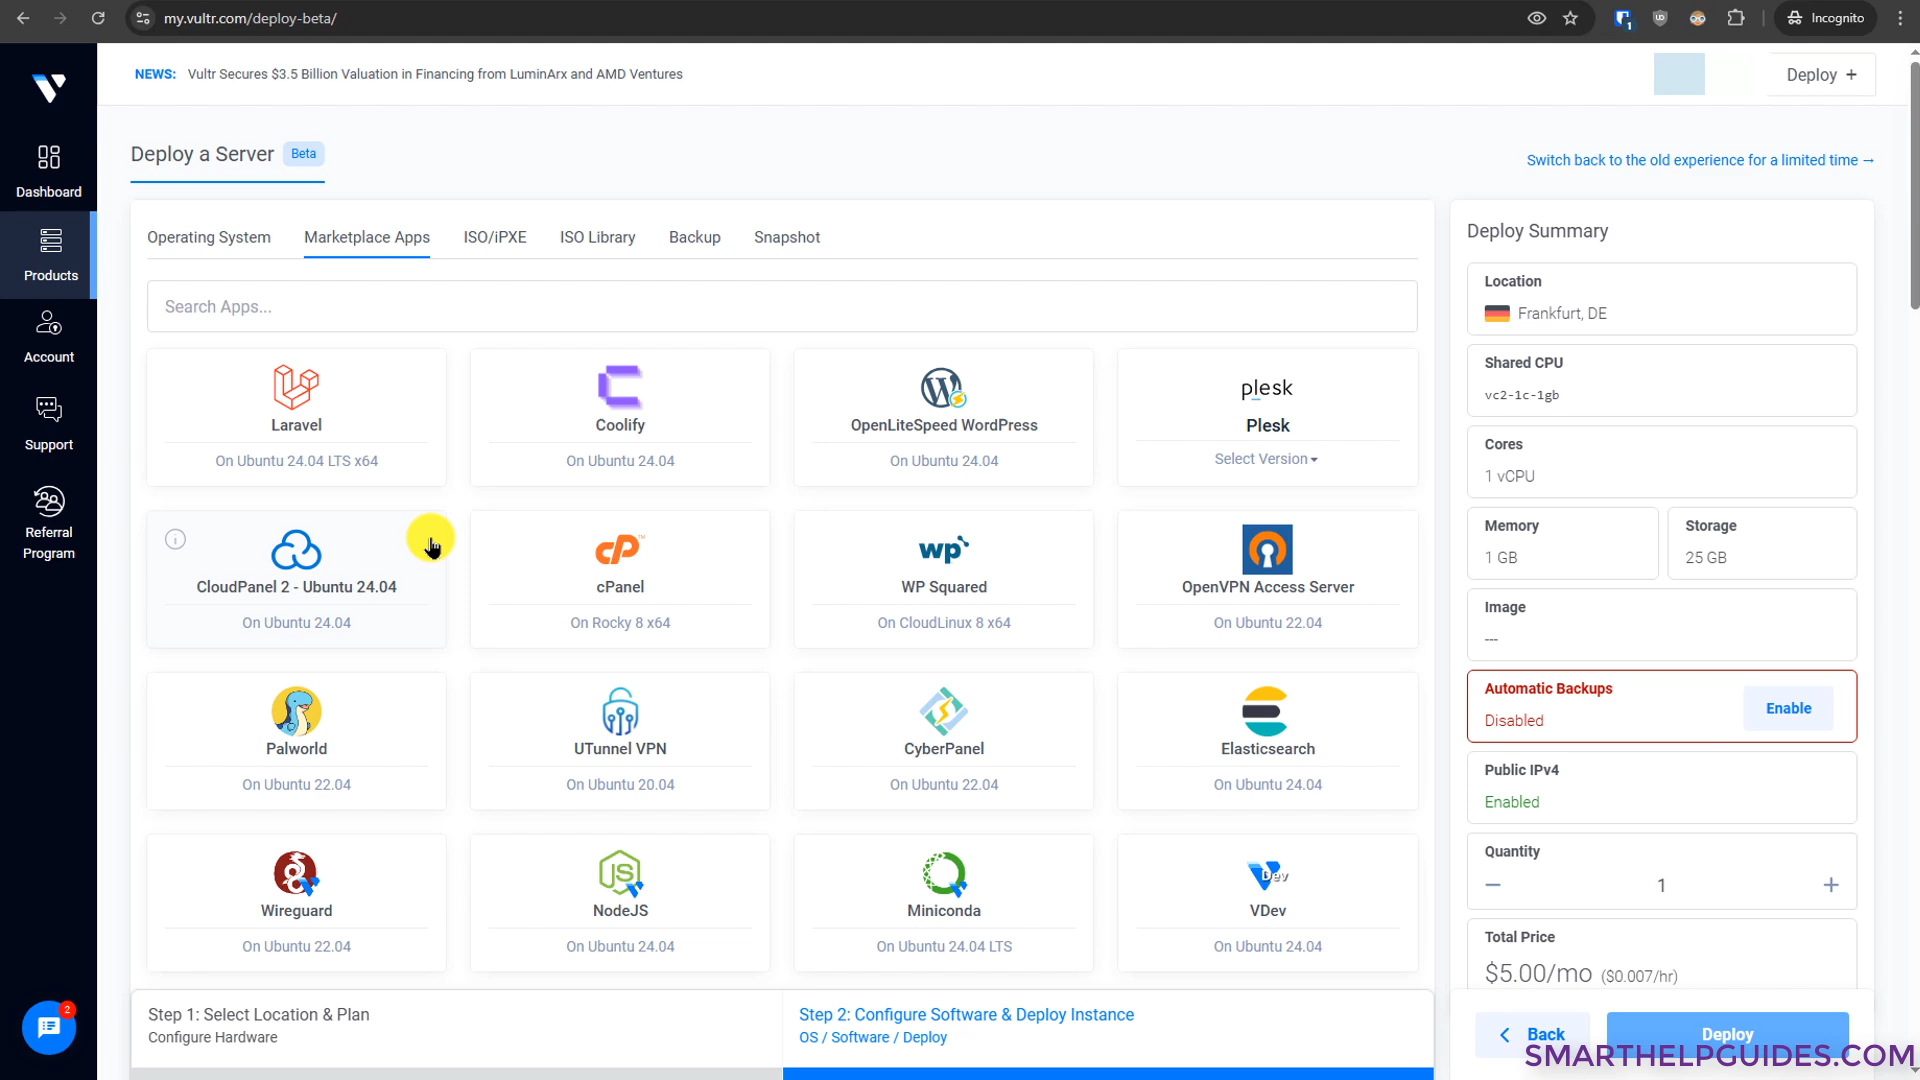 my.vultr.com/deploy-beta/
1
UD
Incognito
NEWS: Vultr Secures $3.5 Billion Valuation in Financing from LuminArx and AMD Ventures
Deploy +
Dashboard
Products
Account
Support
Referral
Program
2
Deploy a Server Beta
Switch back to the old experience for a limited time →
Operating System Marketplace Apps ISO/iPXE ISO Library Backup Snapshot
Search Apps...
Laravel
On Ubuntu 24.04 LTS x64
Coolify
On Ubuntu 24.04
OpenLiteSpeed WordPress
On Ubuntu 24.04
plesk
Plesk
Select Version
CloudPanel 2 - Ubuntu 24.04
On Ubuntu 24.04
cP™
cPanel
On Rocky 8 x64
wp
WP Squared
On CloudLinux 8 x64
OpenVPN Access Server
On Ubuntu 22.04
Palworld
On Ubuntu 22.04
UTunnel VPN
On Ubuntu 20.04
CyberPanel
On Ubuntu 22.04
Elasticsearch
On Ubuntu 24.04
Wireguard
On Ubuntu 22.04
JS
NodeJS
On Ubuntu 24.04
Miniconda
On Ubuntu 24.04 LTS
Dev
VDev
On Ubuntu 24.04
Step 1: Select Location & Plan
Configure Hardware
Step 2: Configure Software & Deploy Instance
OS / Software / Deploy
Deploy Summary
Location
Frankfurt, DE
Shared CPU
vc2-1c-1gb
Cores
1 vCPU
Memory
1 GB
Storage
25 GB
Image
---
Automatic Backups
Disabled
Enable
Public IPv4
Enabled
Quantity
− 1 +
Total Price
$5.00/mo ($0.007/hr)
Back
Deploy
SMARTHELPGUIDES.COM